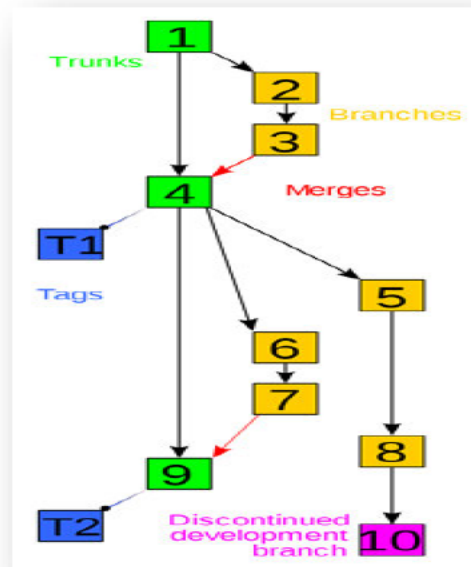 1
Trunks
2
Branches
3
Merges
4
T1
Tags
5
6
7
8
9
T2
Discontinued
development
branch
10